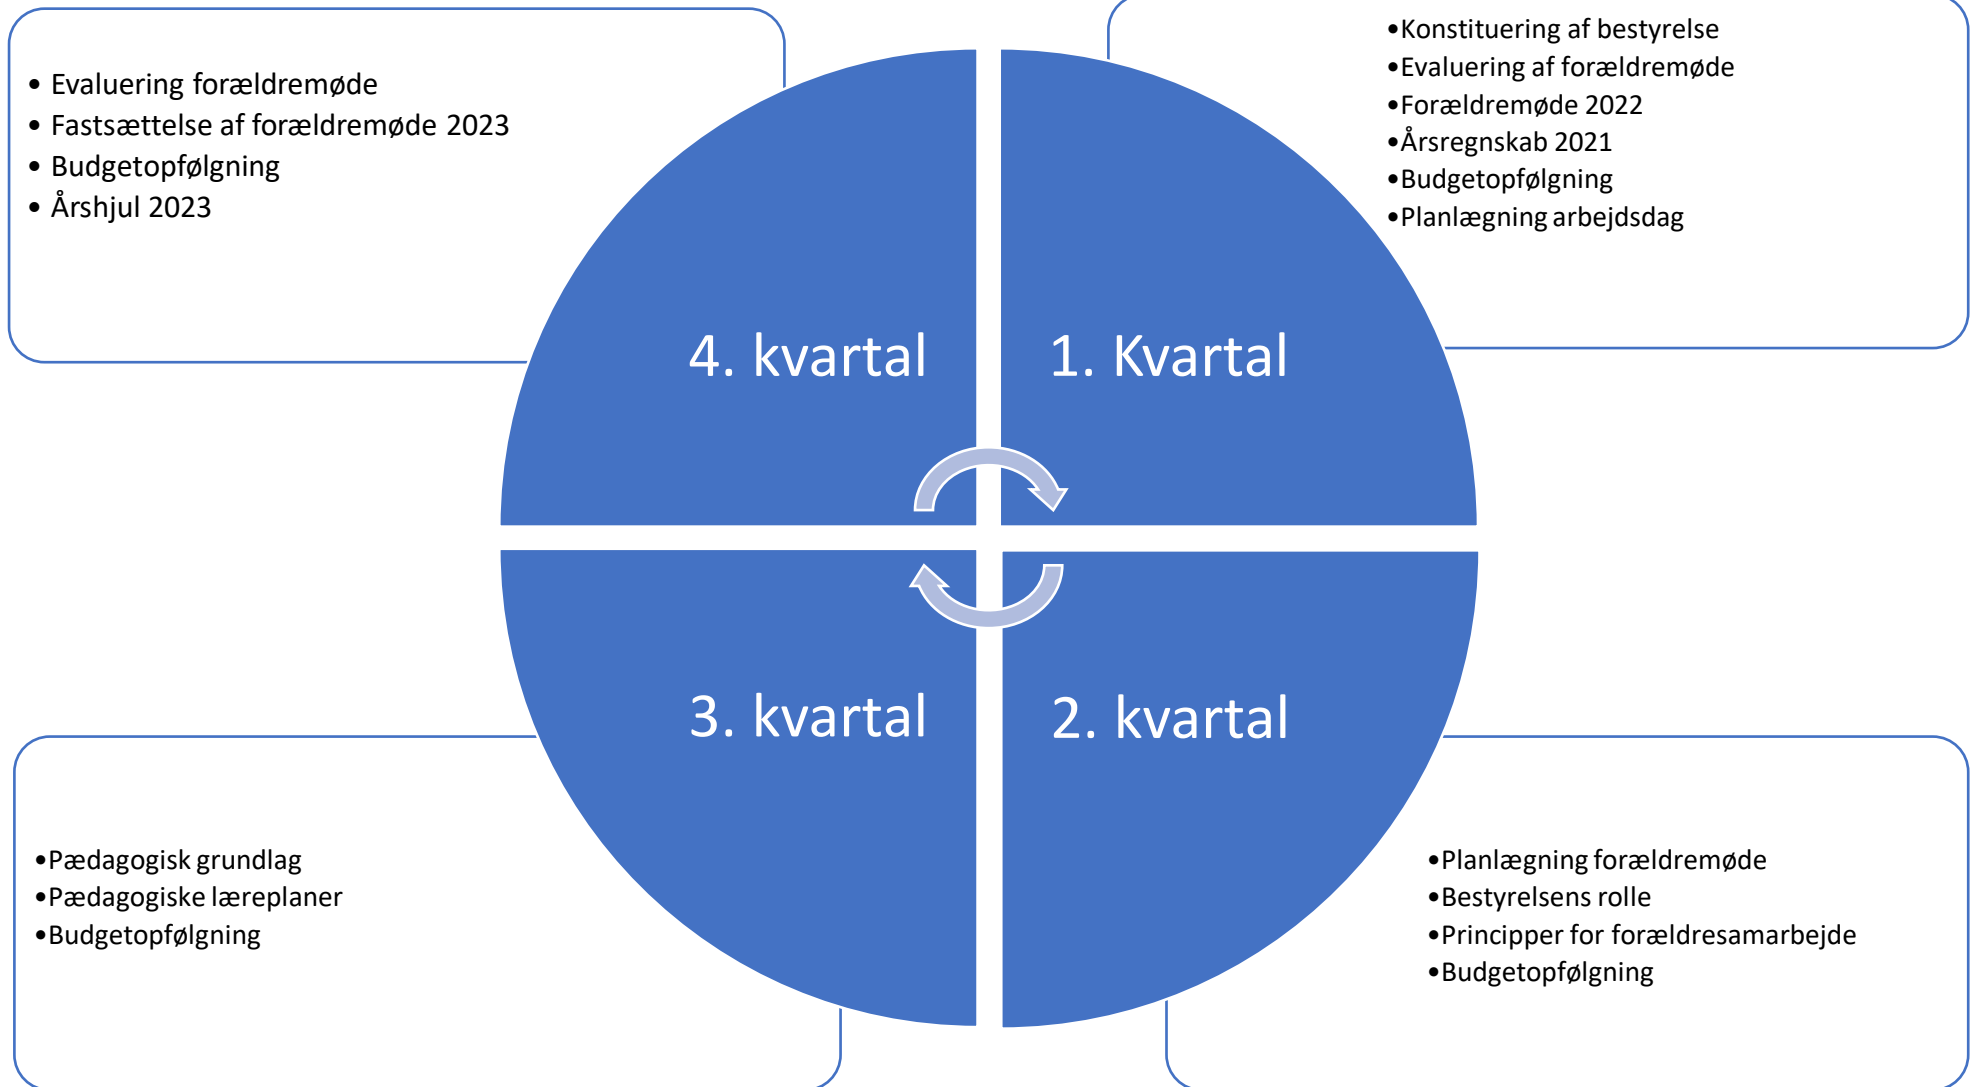 • Evaluering forældremøde
• Fastsættelse af forældremøde 2023
• Budgetopfølgning
• Årshjul 2023
•Konstituering af bestyrelse
•Evaluering af forældremøde
•Forældremøde 2022
•Årsregnskab 2021
•Budgetopfølgning
•Planlægning arbejdsdag
4. kvartal
1. Kvartal
3. kvartal
2. kvartal
•Pædagogisk grundlag
•Pædagogiske læreplaner
•Budgetopfølgning
•Planlægning forældremøde
•Bestyrelsens rolle
•Principper for forældresamarbejde
•Budgetopfølgning